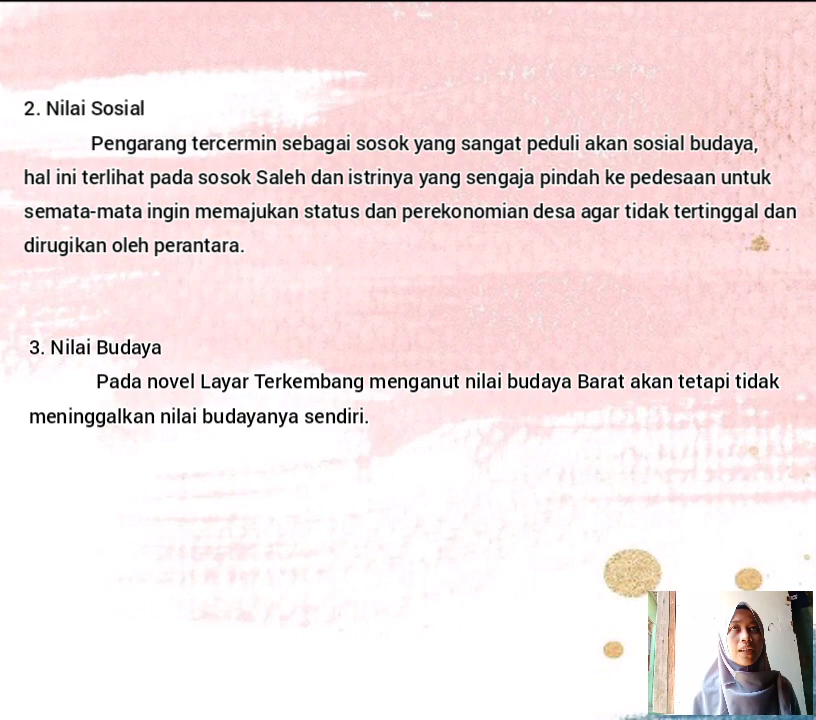 2. Nilai Sosial
Pengarang tercermin sebagai sosok yang sangat peduli akan sosial budaya,
hal ini terlihat pada sosok Saleh dan istrinya yang sengaja pindah ke pedesaan untuk
semata-mata ingin memajukan status dan perekonomian desa agar tidak tertinggal dan
dirugikan oleh perantara.
3. Nilai Budaya
Pada novel Layar Terkembang menganut nilai budaya Barat akan tetapi tidak
meninggalkan nilai budayanya sendiri.